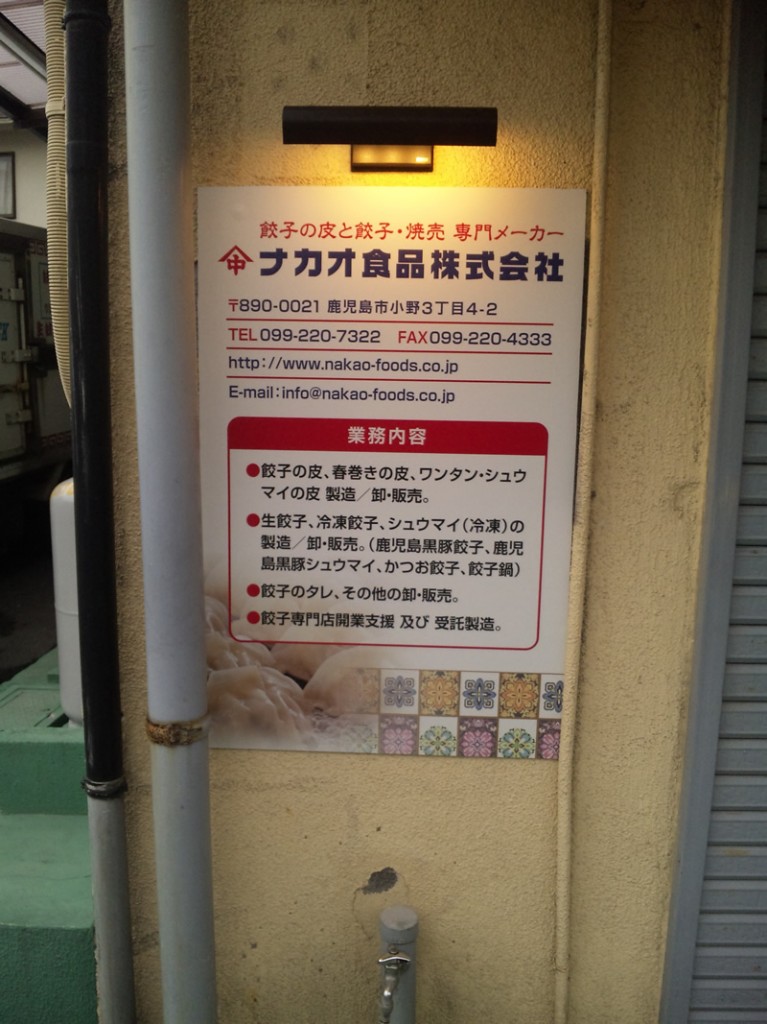 餃子の皮と餃子・焼売 専門メーカー
中 ナカオ食品株式会社
〒890-0021 鹿児島市小野3丁目4-2
TEL 099-220-7322 FAX 099-220-4333
http://www.nakao-foods.co.jp
E-mail:info@nakao-foods.co.jp
業務内容
●餃子の皮、春巻きの皮、ワンタン・シュウ
マイの皮 製造/卸・販売。
●生餃子、冷凍餃子、シュウマイ(冷凍)の
製造/卸・販売。(鹿児島黒豚餃子、鹿児
島黒豚シュウマイ、かつお餃子、餃子鍋)
●餃子のタレ、その他の卸・販売。
●餃子専門店開業支援 及び 受託製造。